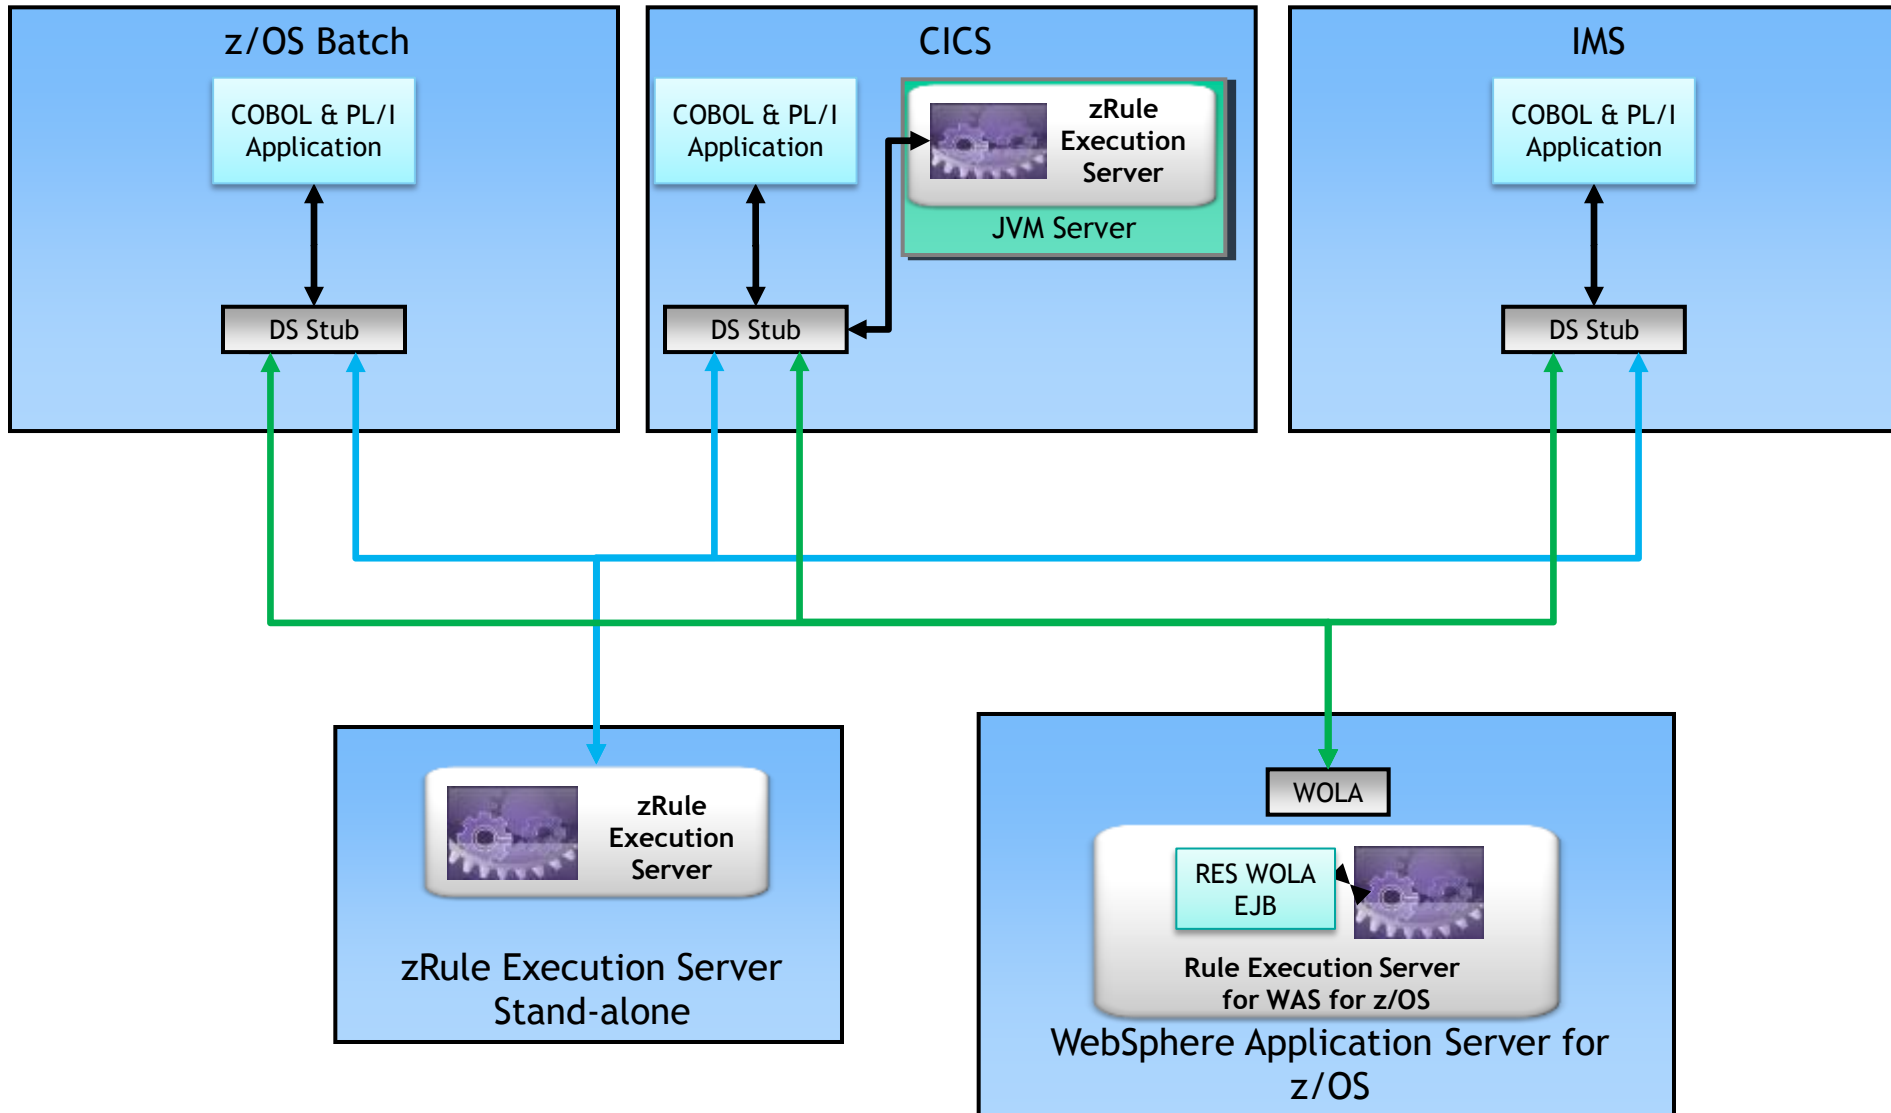 z/OS Batch
COBOL & PL/I
Application
DS Stub
CICS
COBOL & PL/I
Application
zRule
Execution
Server
JVM Server
DS Stub
IMS
COBOL & PL/I
Application
DS Stub
zRule
Execution
Server
zRule Execution Server
Stand-alone
WOLA
RES WOLA
EJB
Rule Execution Server
for WAS for z/OS
WebSphere Application Server for
z/OS